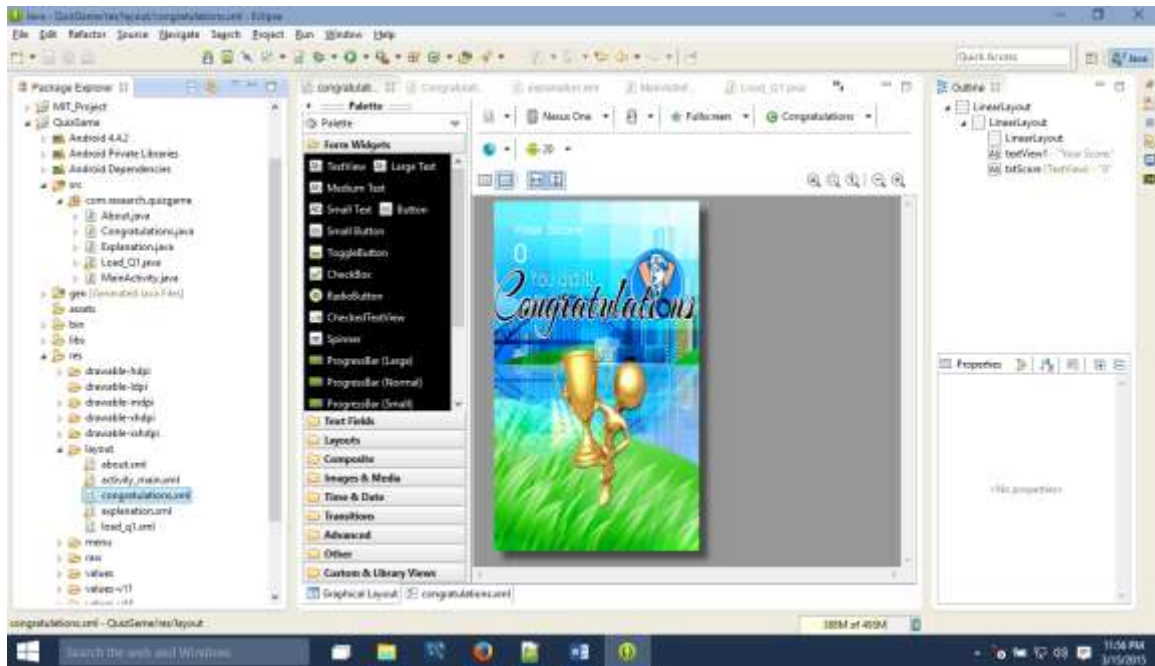 Java - QuizGame/res/layout/congratulations.xml - Eclipse
File Edit Refactor Source Navigate Search Project Run Window Help
Quick Access
Java
Package Explorer
MIT_Project
QuizGame
Android 4.4.2
Android Private Libraries
Android Dependencies
src
com.research.quizgame
About.java
Congratulations.java
Explanation.java
Load_Q1.java
MainActivity.java
gen [Generated Java Files]
assets
bin
libs
res
drawable-hdpi
drawable-ldpi
drawable-mdpi
drawable-xhdpi
drawable-xxhdpi
layout
about.xml
activity_main.xml
congratulations.xml
explanation.xml
load_q1.xml
menu
raw
values
values-v11
congratulations.xml - QuizGame/res/layout
Palette
Palette
Form Widgets
TextView Large Text
Medium Text
Small Text Button
Small Button
ToggleButton
CheckBox
RadioButton
CheckedTextView
Spinner
ProgressBar (Large)
ProgressBar (Normal)
ProgressBar (Small)
Text Fields
Layouts
Composite
Images & Media
Time & Date
Transitions
Advanced
Other
Custom & Library Views
Graphical Layout congratulations.xml
explanation.xml
Load_Q1.java
Nexus One Fullscreen Congratulations
20
Your Score
0
Congratulations
Outline
LinearLayout
LinearLayout
LinearLayout
textView1 - "Your Score"
txtScore (TextView) - "0"
Properties
<No properties>
Search the web and Windows
11:56 PM
3/15/2015